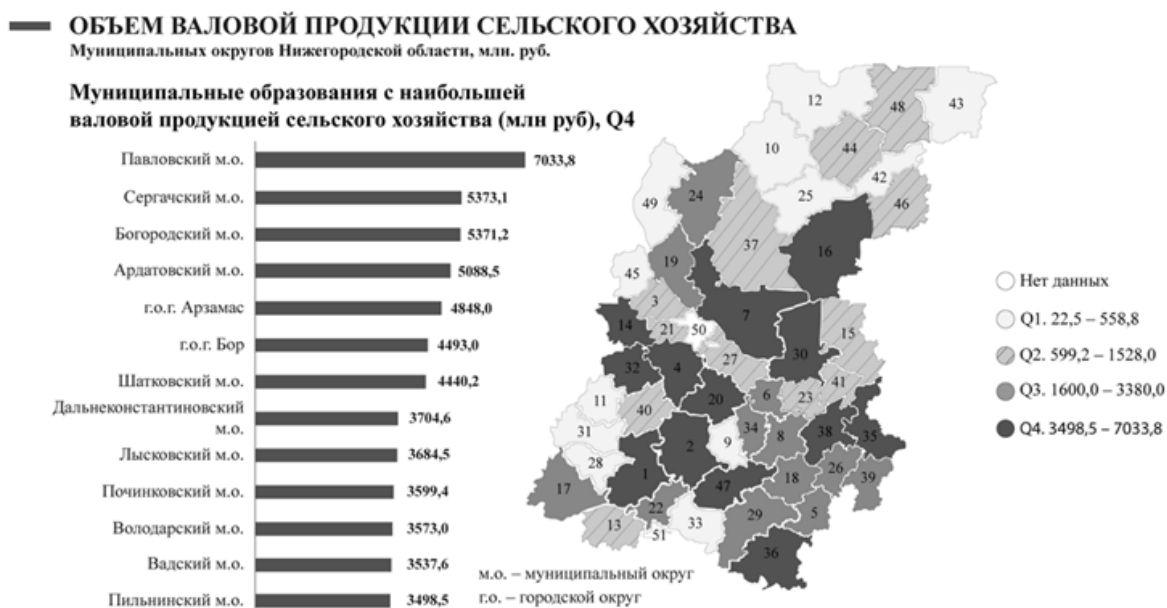 ОБЪЕМ ВАЛОВОЙ ПРОДУКЦИИ СЕЛЬСКОГО ХОЗЯЙСТВА
Муниципальных округов Нижегородской области, млн. руб.
Муниципальные образования с наибольшей
валовой продукцией сельского хозяйства (млн руб), Q4
Павловский м.о. 7033,8
Сергачский м.о. 5373,1
Богородский м.о. 5371,2
Ардатовский м.о. 5088,5
г.о.г. Арзамас 4848,0
г.о.г. Бор 4493,0
Шатковский м.о. 4440,2
Дальнеконстантиновский
м.о. 3704,6
Лысковский м.о. 3684,5
Починковский м.о. 3599,4
Володарский м.о. 3573,0
Вадский м.о. 3537,6
Пильнинский м.о. 3498,5
м.о. – муниципальный округ
г.о. – городской округ
12
48
43
10
44
42
25
46
49
24
37
16
19
45
3
7
14
21
50
15
30
27
32
4
41
6
23
20
11
40
34
38
35
31
9
8
2
28
1
26
39
17
47
18
22
29
5
13
51
33
36
Нет данных
Q1. 22,5 – 558,8
Q2. 599,2 – 1528,0
Q3. 1600,0 – 3380,0
Q4. 3498,5 – 7033,8